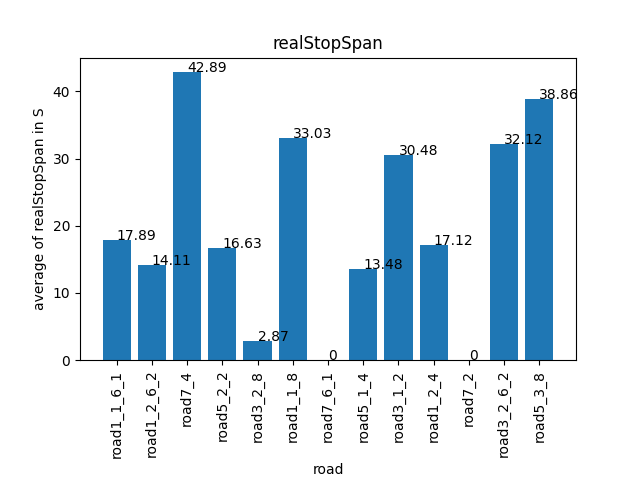 realStopSpan
average of realStopSpan in S
40
30
20
10
0
17.89
14.11
42.89
16.63
2.87
33.03
0
13.48
30.48
17.12
0
32.12
38.86
road1_1_6_1
road1_2_6_2
road7_4
road5_2_2
road3_2_8
road1_1_8
road7_6_1
road5_1_4
road3_1_2
road1_2_4
road7_2
road3_2_6_2
road5_3_8
road